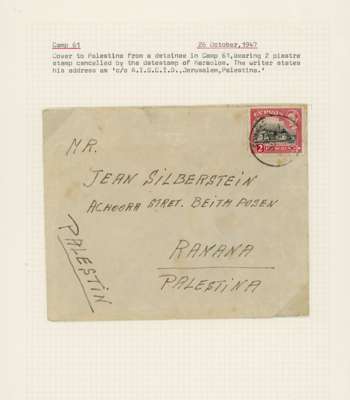 Camp 61 26 October,1947
Cover to Palestine from a detainee in Camp 61,bearing 2 piastre
stamp cancelled by the datestamp of Karaolos. The writer states
his address as 'c/o A.I.G.C.I.D.,Jerusalem,Palestine.'
CYPRUS
MR.
JEAN SILBERSTEIN
ACHOORA STRET. BEITH POSEN
RANANA
PALESTINA
PALESTIN